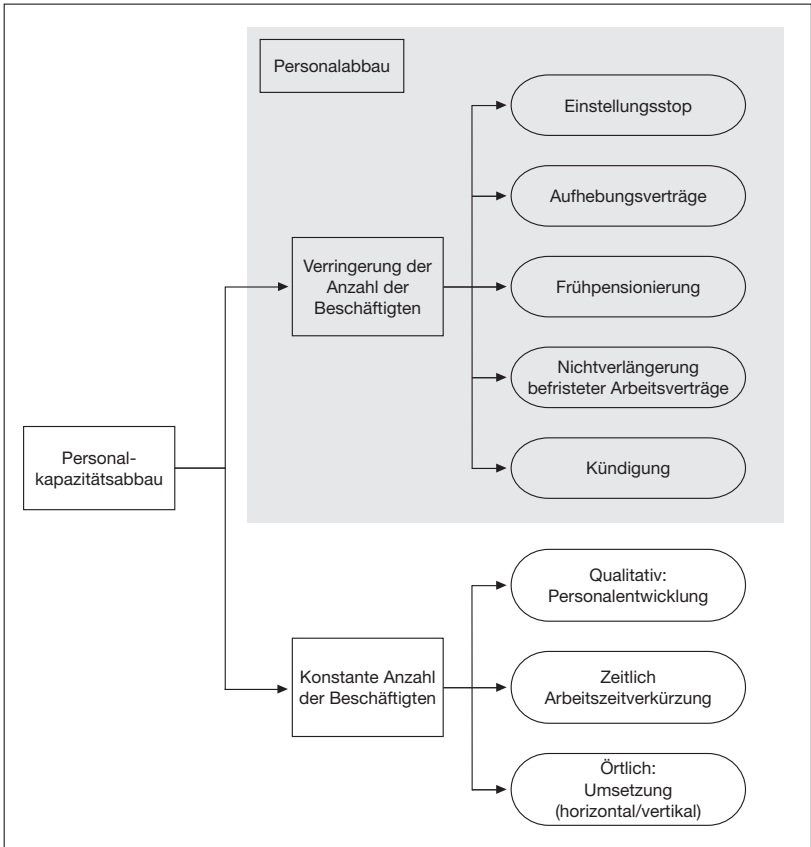 Personalabbau
Einstellungsstop
Aufhebungsverträge
Verringerung der
Anzahl der
Beschäftigten
Frühpensionierung
Nichtverlängerung
befristeter Arbeitsverträge
Kündigung
Personal-
kapazitätsabbau
Konstante Anzahl
der Beschäftigten
Qualitativ:
Personalentwicklung
Zeitlich
Arbeitszeitverkürzung
Örtlich:
Umsetzung
(horizontal/vertikal)